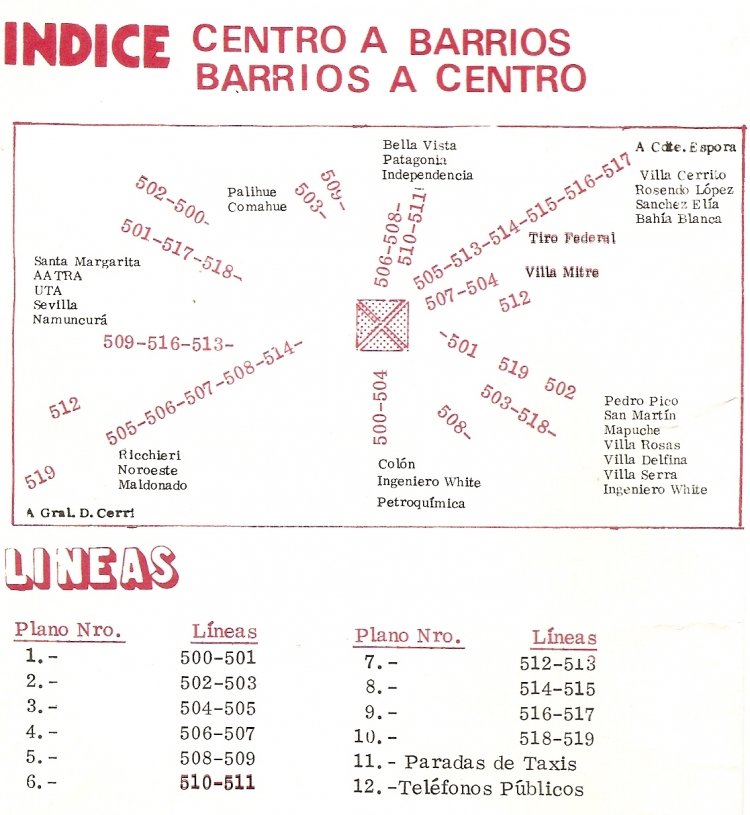 INDICE CENTRO A BARRIOS
BARRIOS A CENTRO
Bella Vista
Patagonia
Independencia
A Cdte. Espora
Villa Cerrito
Rosendo López
Sanchez Elía
Bahía Blanca
502-500-
Palihue
Comahue
503-
509-
506-508-
510-511
505-513-514-515-516-517
Tiro Federal
501-517-518-
Villa Mitre
507-504
512
Santa Margarita
AATRA
UTA
Sevilla
Namuncurá
509-516-513-
-501
519
502
505-506-507-508-514-
512
500-504
503-518-
508-
Pedro Pico
San Martín
Mapuche
Villa Rosas
Villa Delfina
Villa Serra
Ingeniero White
Ricchieri
Noroeste
Maldonado
519
Colón
Ingeniero White
Petroquímica
A Gral. D. Cerri
LINEAS
Plano Nro. Líneas
1.- 500-501
2.- 502-503
3.- 504-505
4.- 506-507
5.- 508-509
6.- 510-511
Plano Nro. Líneas
7.- 512-513
8.- 514-515
9.- 516-517
10.- 518-519
11.- Paradas de Taxis
12.-Teléfonos Públicos